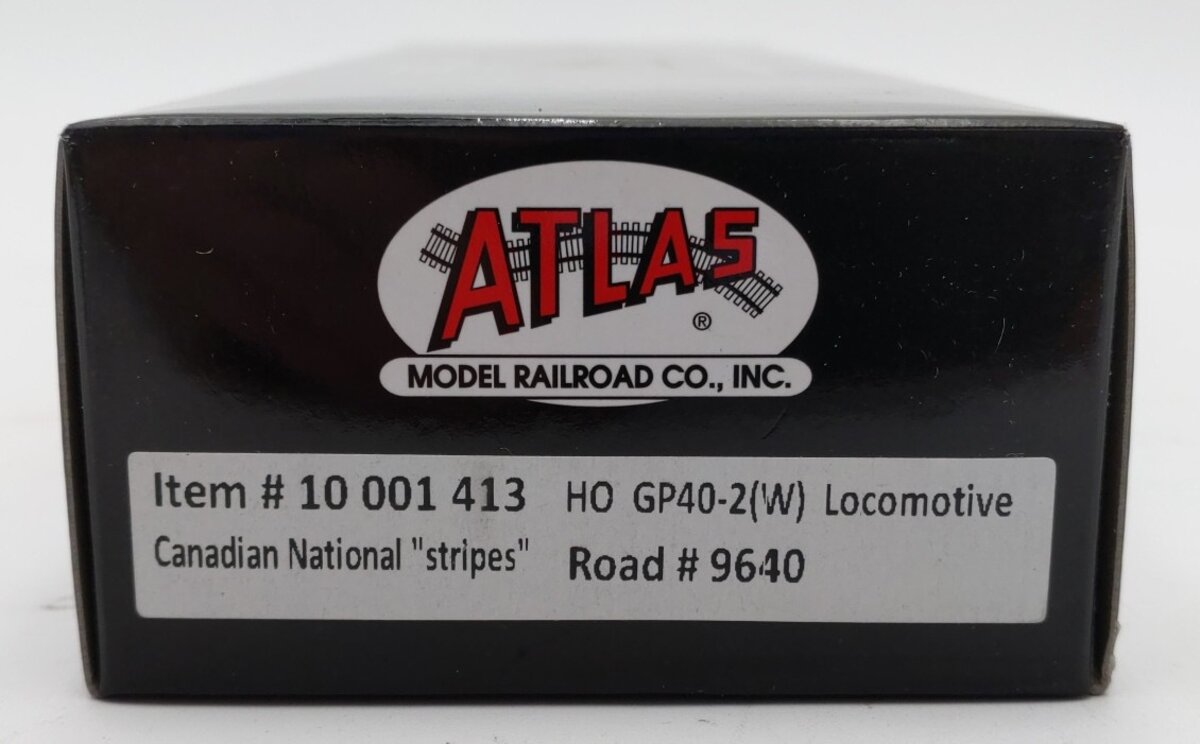 ATLAS
®
MODEL RAILROAD CO., INC.
Item # 10 001 413 HO GP40-2(W) Locomotive
Canadian National "stripes" Road # 9640